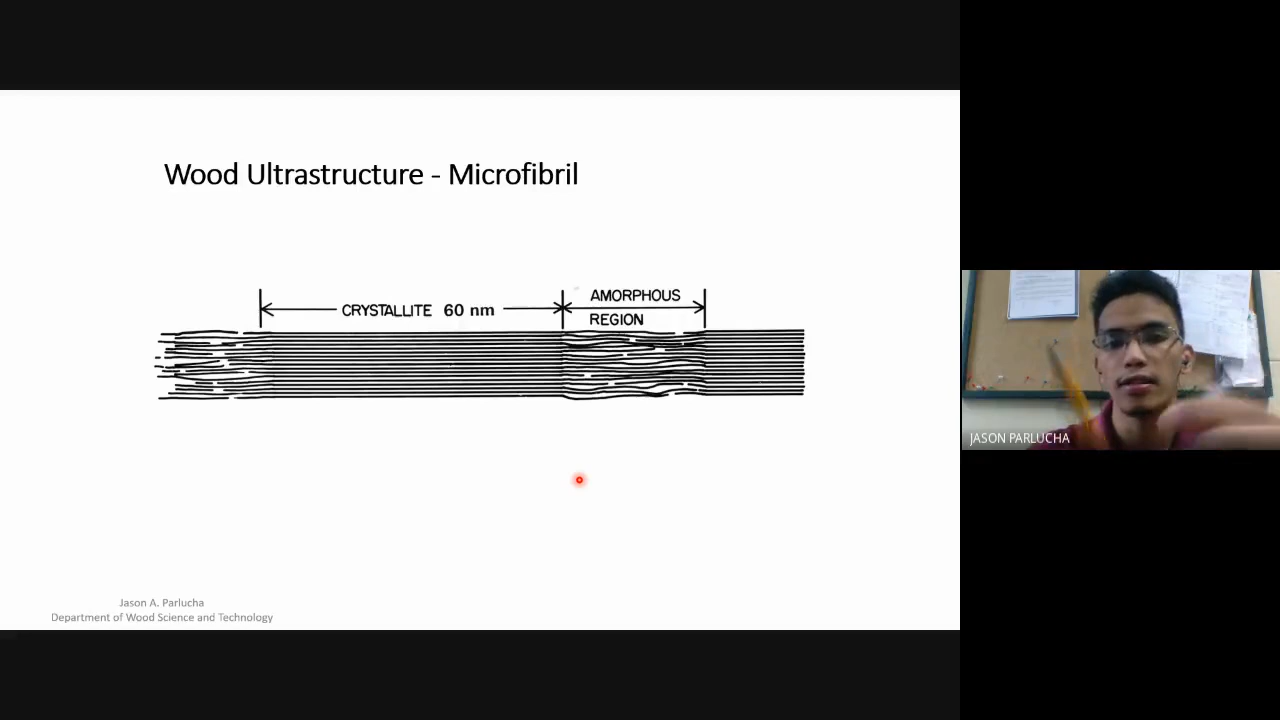 Wood Ultrastructure - Microfibril
CRYSTALLITE 60 nm
AMORPHOUS
REGION
Jason A. Parlucha
Department of Wood Science and Technology
JASON PARLUCHA